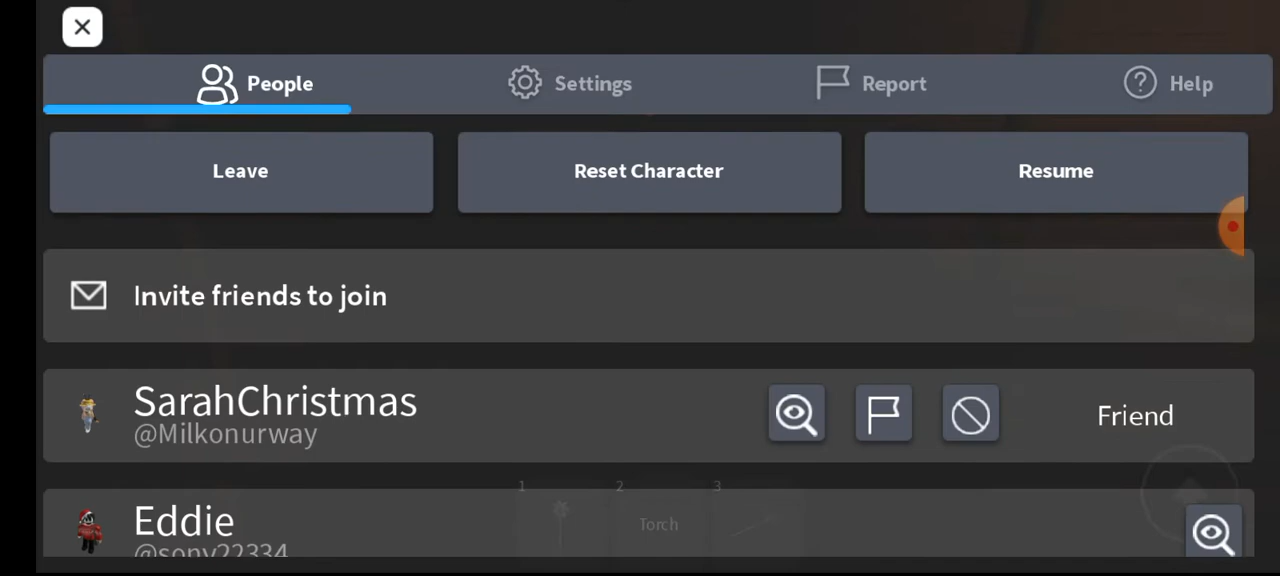 People
Settings
Report
Help
Leave
Reset Character
Resume
Invite friends to join
SarahChristmas
@Milkonurway
Friend
1
2
3
Torch
Eddie
@sony22334